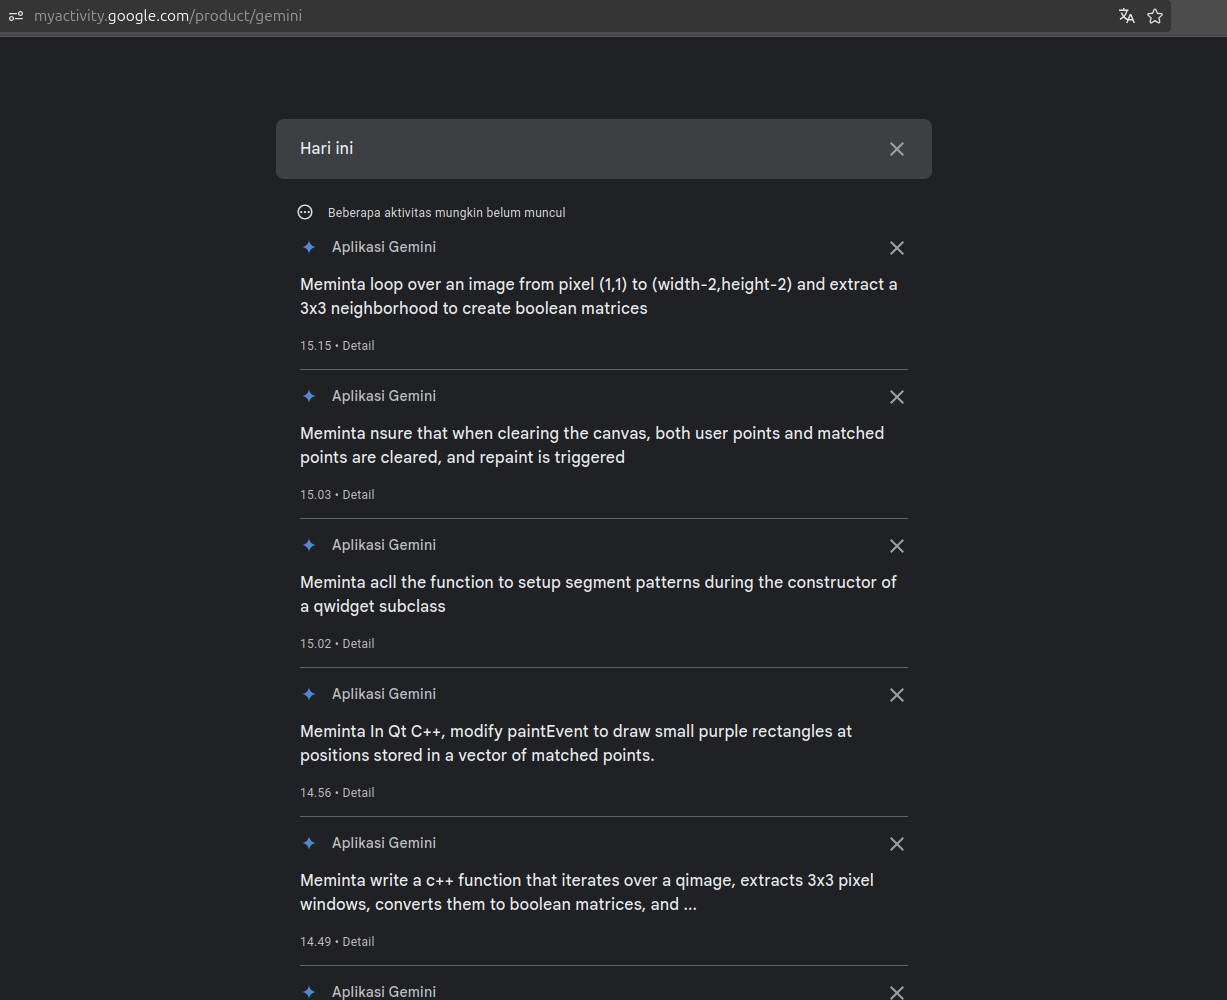 myactivity.google.com/product/gemini
Hari ini
Beberapa aktivitas mungkin belum muncul
Aplikasi Gemini
Meminta loop over an image from pixel (1,1) to (width-2,height-2) and extract a
3x3 neighborhood to create boolean matrices
15.15 • Detail
Aplikasi Gemini
Meminta nsure that when clearing the canvas, both user points and matched
points are cleared, and repaint is triggered
15.03 • Detail
Aplikasi Gemini
Meminta acll the function to setup segment patterns during the constructor of
a qwidget subclass
15.02 • Detail
Aplikasi Gemini
Meminta In Qt C++, modify paintEvent to draw small purple rectangles at
positions stored in a vector of matched points.
14.56 • Detail
Aplikasi Gemini
Meminta write a c++ function that iterates over a qimage, extracts 3x3 pixel
windows, converts them to boolean matrices, and ...
14.49 • Detail
Aplikasi Gemini